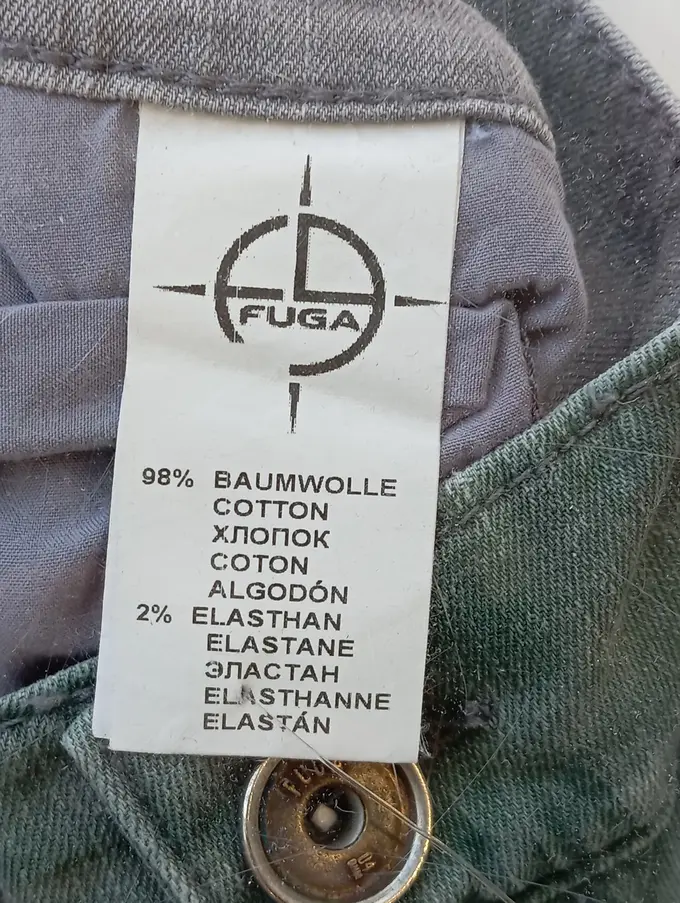 FUGA
98% BAUMWOLLE
COTTON
ХЛОПОК
COTON
ALGODÓN
2% ELASTHAN
ELASTANE
ЭЛАСТАН
ELASTHANNE
ELASTÁN